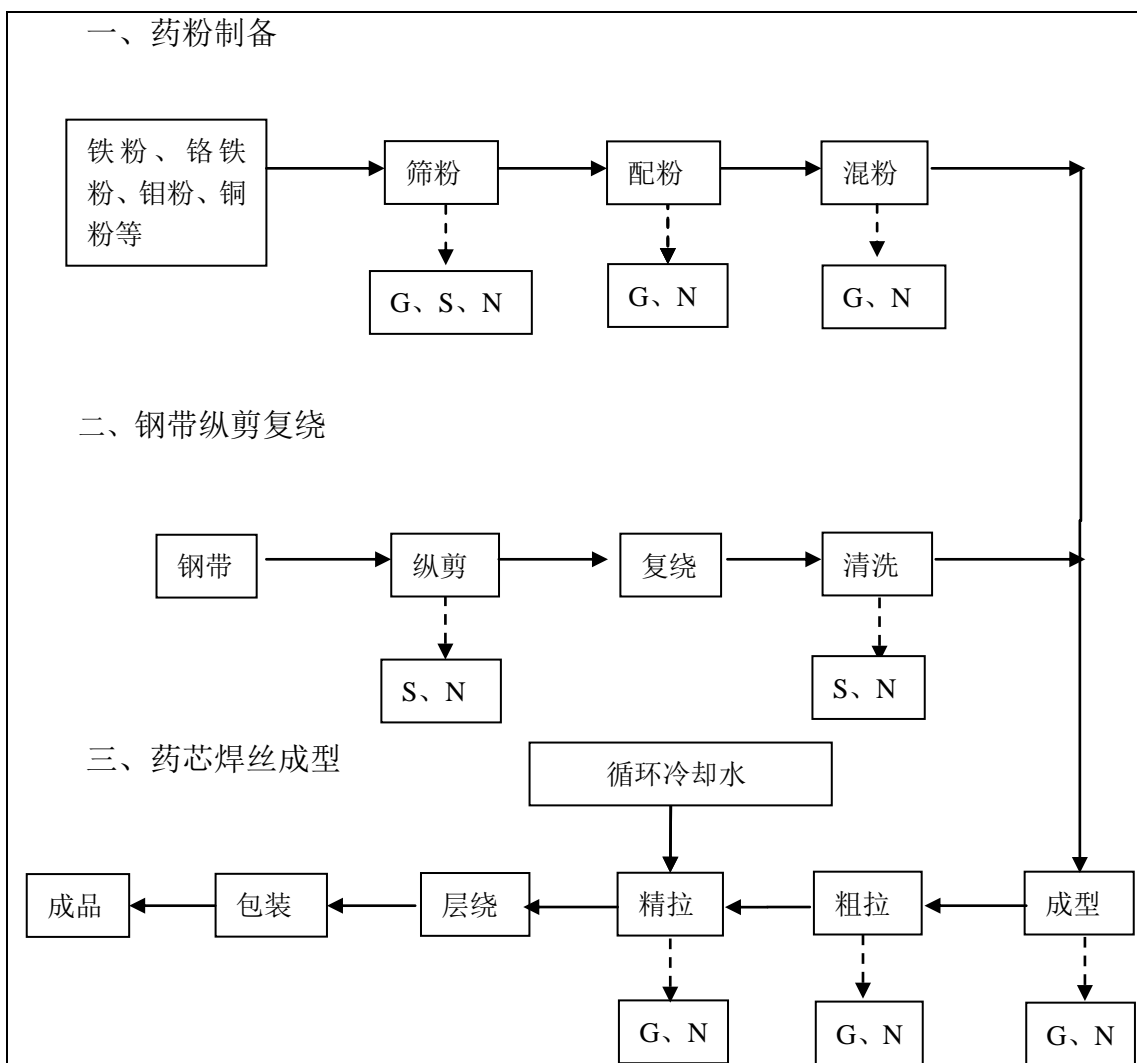 一、药粉制备
铁粉、铬铁
粉、钼粉、铜
粉等
筛粉
配粉
混粉
G、S、N
G、N
G、N
二、钢带纵剪复绕
钢带
纵剪
复绕
清洗
S、N
S、N
三、药芯焊丝成型
循环冷却水
成品
包装
层绕
精拉
粗拉
成型
G、N
G、N
G、N